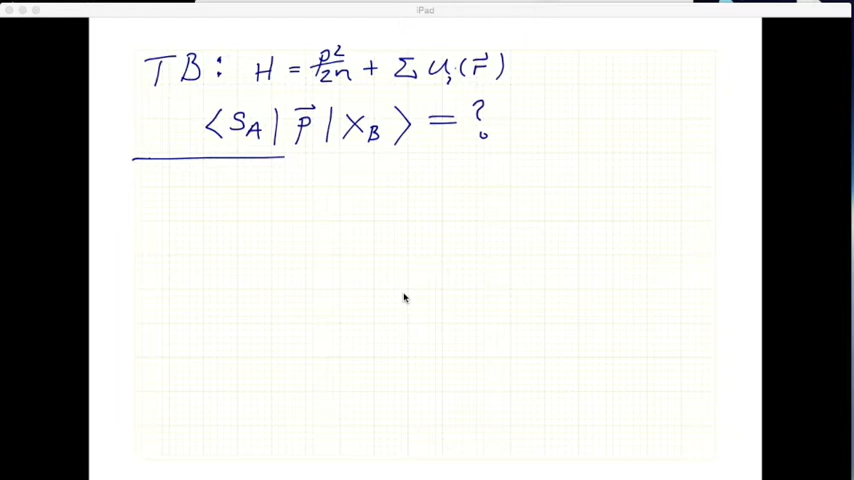 iPad
TB: H = p²/2m + Σ Uᵢ(r⃗)
⟨S_A| p⃗ |X_B⟩ = ?